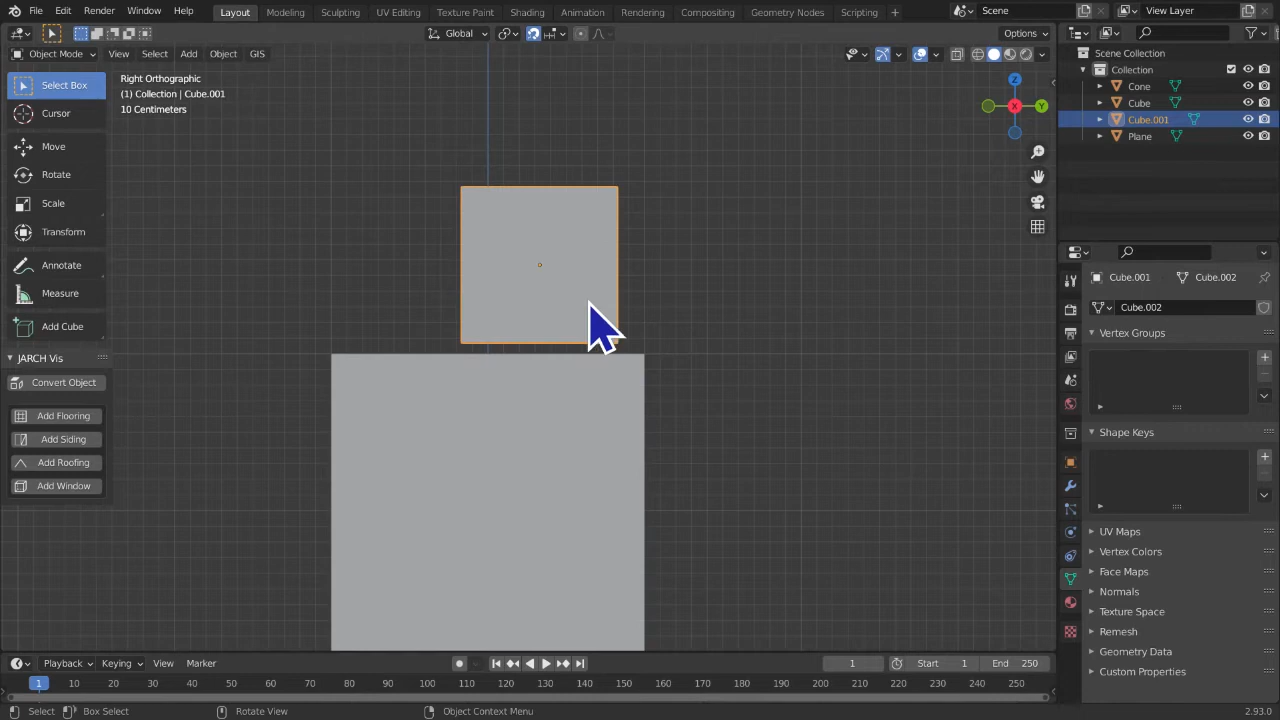 File Edit Render Window Help Layout Modeling Sculpting UV Editing Texture Paint Shading Animation Rendering Compositing Geometry Nodes Scripting + Scene View Layer
Global Options
Object Mode View Select Add Object GIS
Select Box
Cursor
Move
Rotate
Scale
Transform
Annotate
Measure
Add Cube
JARCH Vis
Convert Object
Add Flooring
Add Siding
Add Roofing
Add Window
Right Orthographic
(1) Collection | Cube.001
10 Centimeters
Z
X
Y
Scene Collection
Collection
Cone
Cube
Cube.001
Plane
Cube.001 Cube.002
Cube.002
Vertex Groups
Shape Keys
UV Maps
Vertex Colors
Face Maps
Normals
Texture Space
Remesh
Geometry Data
Custom Properties
Playback Keying View Marker 1 Start 1 End 250
1 10 20 30 40 50 60 70 80 90 100 110 120 130 140 150 160 170 180 190 200 210 220 230 240 250
Select Box Select Rotate View Object Context Menu 2.93.0